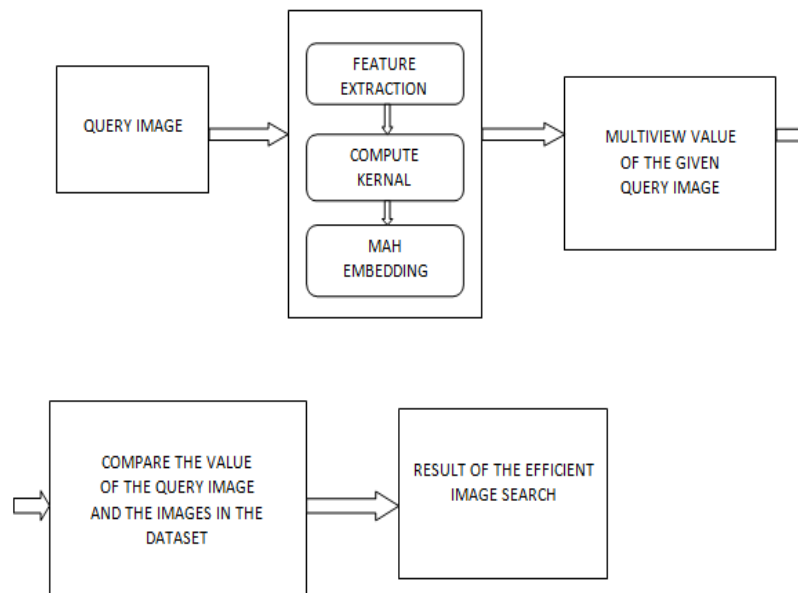 QUERY IMAGE
FEATURE
EXTRACTION
COMPUTE
KERNAL
MAH
EMBEDDING
MULTIVIEW VALUE
OF THE GIVEN
QUERY IMAGE
COMPARE THE VALUE
OF THE QUERY IMAGE
AND THE IMAGES IN THE
DATASET
RESULT OF THE EFFICIENT
IMAGE SEARCH